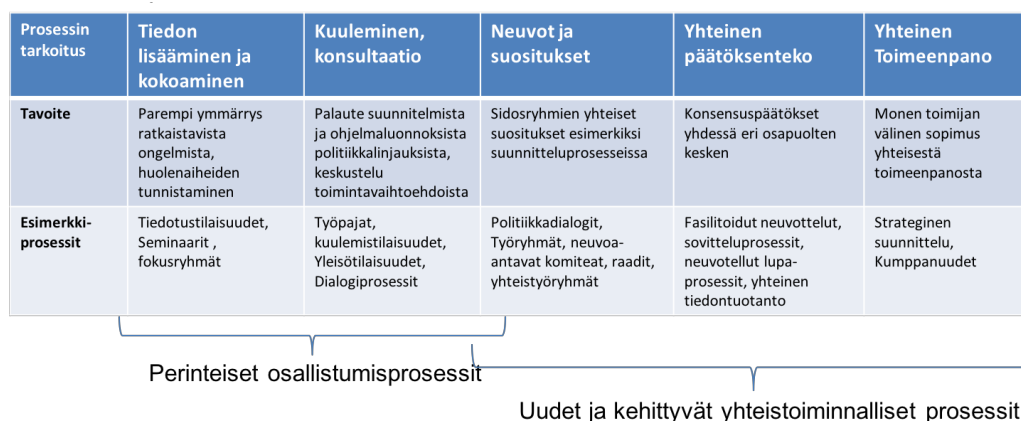 Prosessin
tarkoitus
Tiedon
lisääminen ja
kokoaminen
Kuuleminen,
konsultaatio
Neuvot ja
suositukset
Yhteinen
päätöksenteko
Yhteinen
Toimeenpano
Tavoite
Parempi ymmärrys
ratkaistavista
ongelmista,
huolenaiheiden
tunnistaminen
Palaute suunnitelmista
ja ohjelmaluonnoksista
politiikkalinjauksista,
keskustelu
toimintavaihtoehdoista
Sidosryhmien yhteiset
suositukset esimerkiksi
suunnitteluprosesseissa
Konsensuspäätökset
yhdessä eri osapuolten
kesken
Monen toimijan
välinen sopimus
yhteisestä
toimeenpanosta
Esimerkki-
prosessit
Tiedotustilaisuudet,
Seminaarit ,
fokusryhmät
Työpajat,
kuulemistilaisuudet,
Yleisötilaisuudet,
Dialogiprosessit
Politiikkadialogit,
Työryhmät, neuvoa-
antavat komiteat, raadit,
yhteistyöryhmät
Fasilitoidut neuvottelut,
sovitteluprosessit,
neuvotellut lupa-
prosessit, yhteinen
tiedontuotanto
Strateginen
suunnittelu,
Kumppanuudet
Perinteiset osallistumisprosessit
Uudet ja kehittyvät yhteistoiminnalliset prosessit